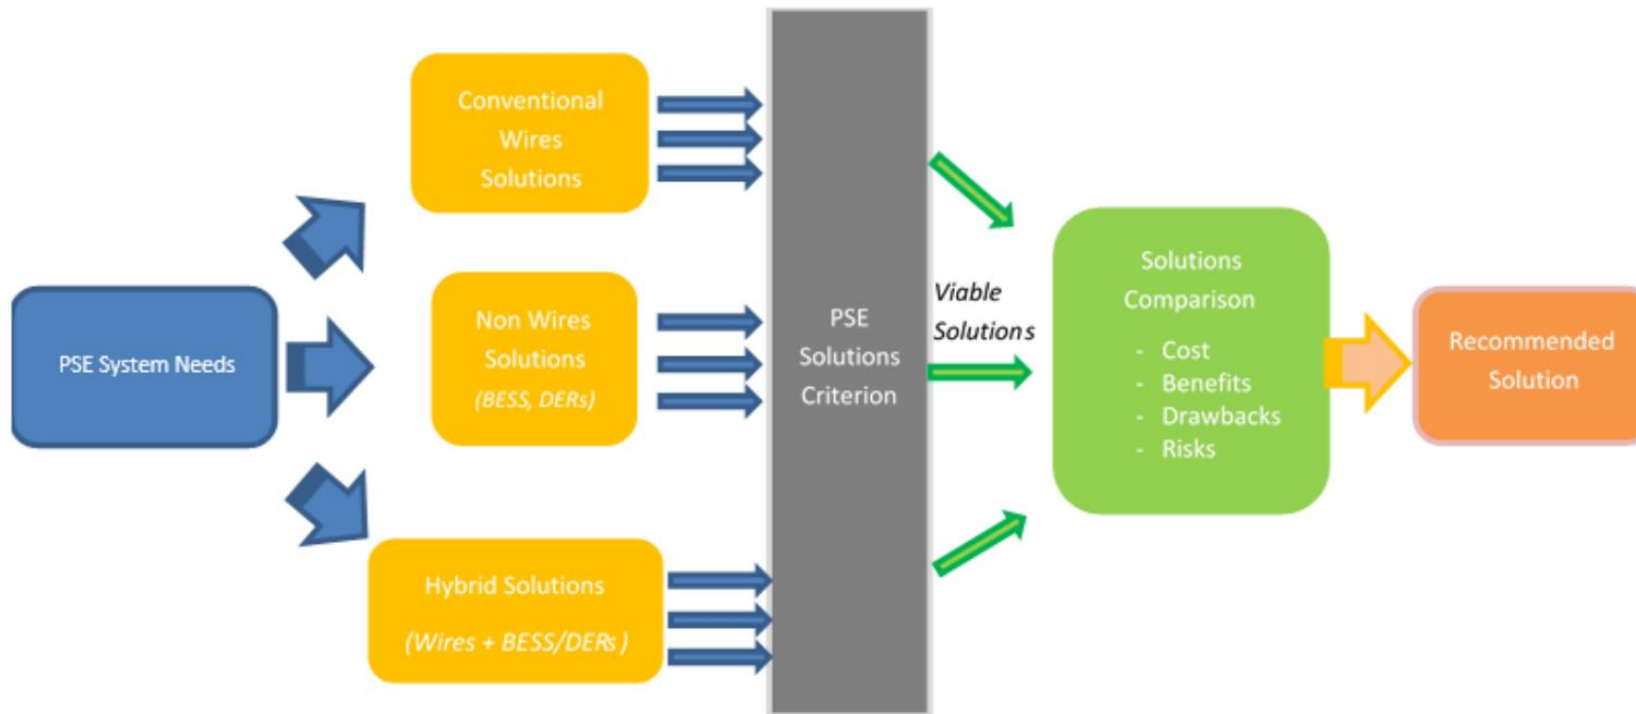 PSE System Needs
Conventional
Wires
Solutions
Non Wires
Solutions
(BESS, DERs)
Hybrid Solutions
(Wires + BESS/DERs)
PSE
Solutions
Criterion
Viable
Solutions
Solutions
Comparison
- Cost
- Benefits
- Drawbacks
- Risks
Recommended
Solution